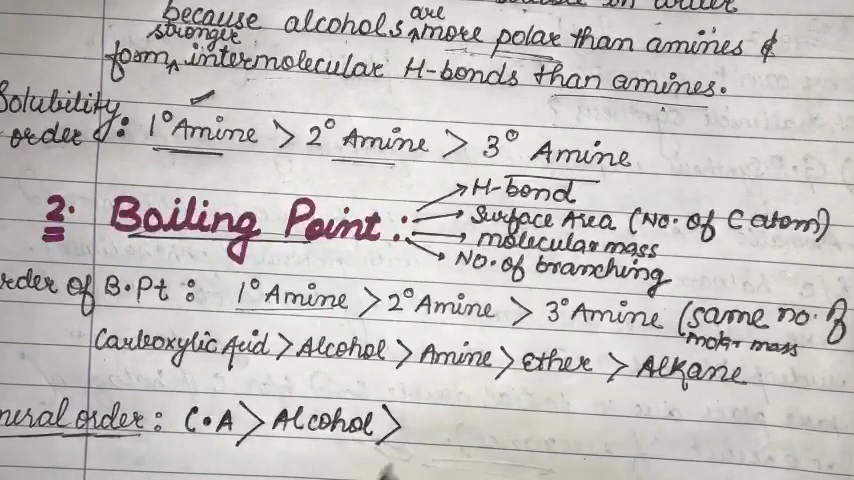 because alcohols are more polar than amines &
form stronger intermolecular H-bonds than amines.
Solubility
order: 1° Amine > 2° Amine > 3° Amine
2. Boiling Point:
→ H-bond
→ Surface Area (No. of C atom)
→ molecular mass
→ No. of branching
rder of B.Pt: 1° Amine > 2° Amine > 3° Amine (same no. of
molar mass
Carboxylic Acid > Alcohol > Amine > ether > Alkane
neral order: C.A > Alcohol >